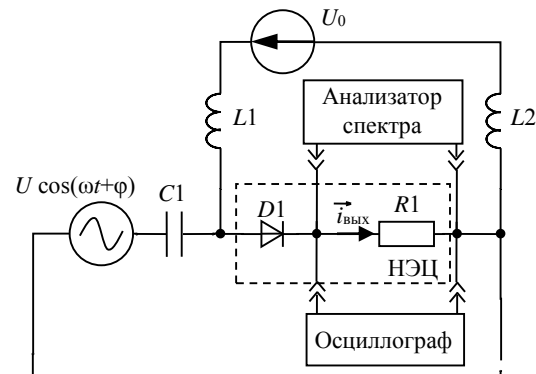 U₀
Анализатор
спектра
L1
L2
U cos(ωt+φ)
C1
D1
i вых
R1
НЭЦ
Осциллограф